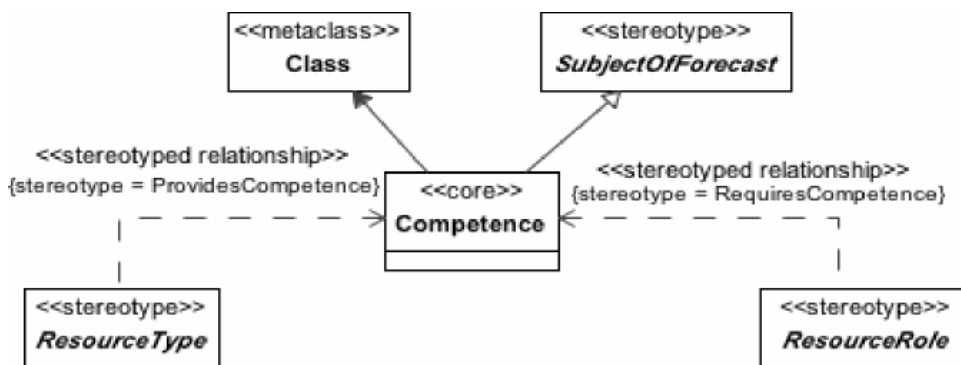 <<metaclass>>
Class
<<stereotype>>
SubjectOfForecast
<<stereotyped relationship>>
{stereotype = ProvidesCompetence}
<<stereotyped relationship>>
{stereotype = RequiresCompetence}
<<core>>
Competence
<<stereotype>>
ResourceType
<<stereotype>>
ResourceRole